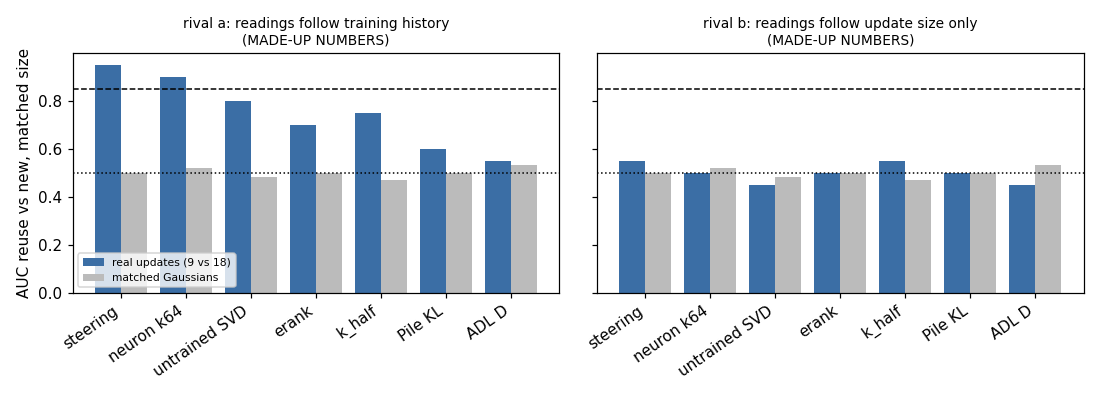 rival a: readings follow training history
(MADE-UP NUMBERS)
rival b: readings follow update size only
(MADE-UP NUMBERS)
AUC reuse vs new, matched size
0.8
0.6
0.4
0.2
0.0
real updates (9 vs 18)
matched Gaussians
steering
neuron k64
untrained SVD
erank
k_half
Pile KL
ADL D
steering
neuron k64
untrained SVD
erank
k_half
Pile KL
ADL D